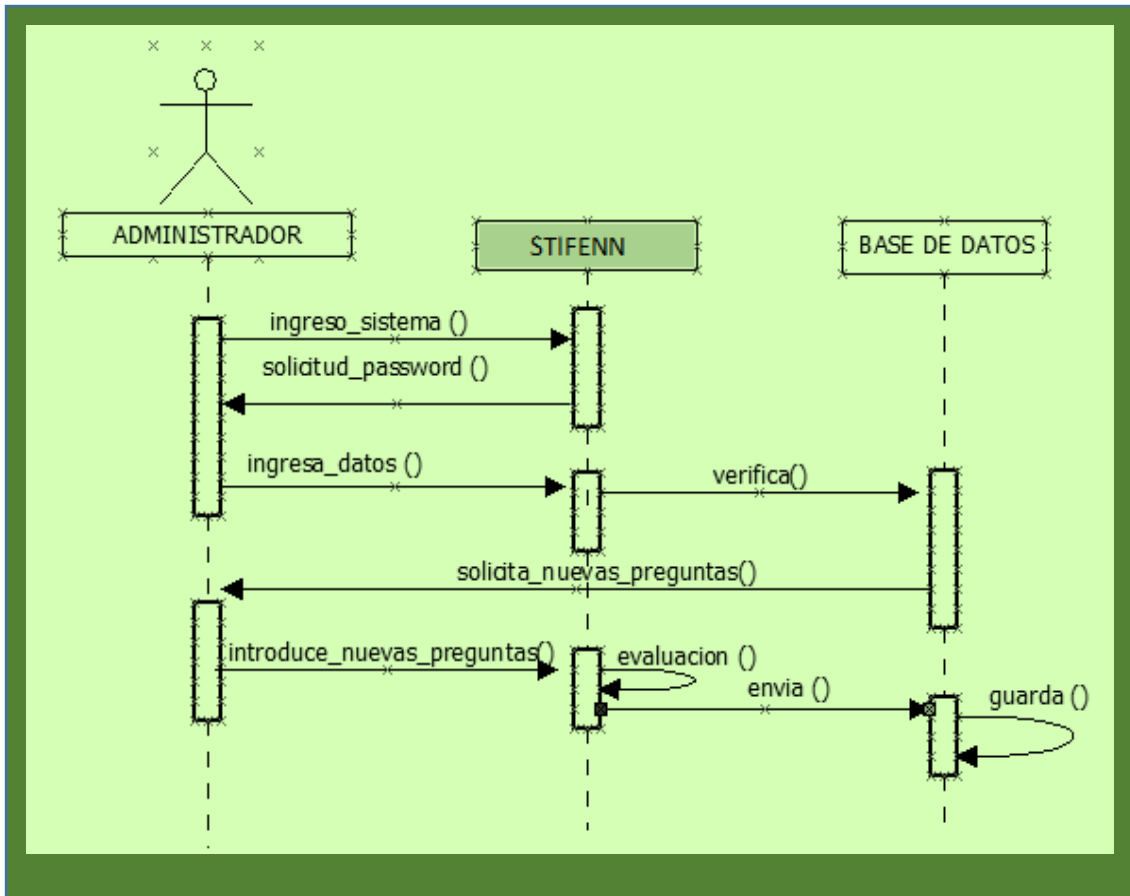 ADMINISTRADOR
STIFENN
BASE DE DATOS
ingreso_sistema ()
solicitud_password ()
ingresa_datos ()
verifica()
solicita_nuevas_preguntas()
introduce_nuevas_preguntas()
evaluacion ()
envia ()
guarda ()